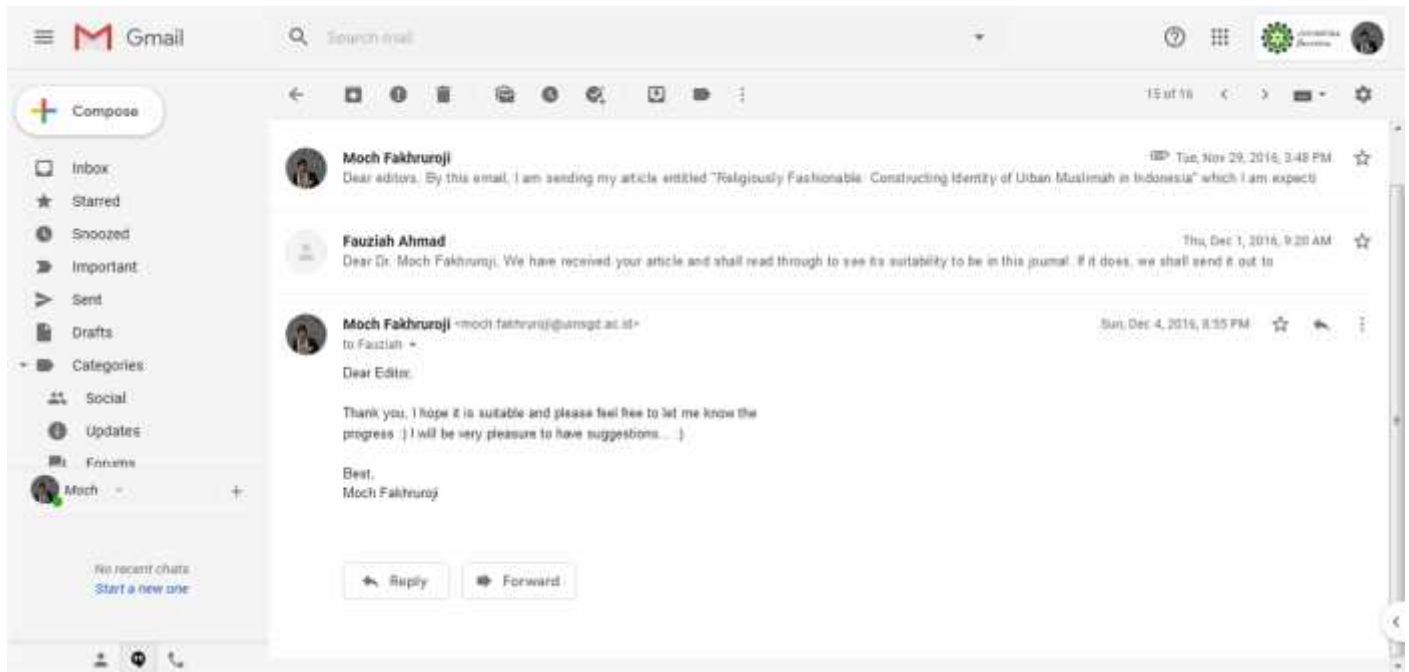 Gmail
Search mail
Compose
15 of 16
Inbox
Starred
Snoozed
Important
Sent
Drafts
Categories
Social
Updates
Forums
Moch
No recent chats
Start a new one
Moch Fakhruroji
Tue, Nov 29, 2016, 3:48 PM
Dear editors. By this email, I am sending my article entitled "Religiously Fashionable: Constructing Identity of Urban Muslimah in Indonesia" which I am expecti
Fauziah Ahmad
Thu, Dec 1, 2016, 9:20 AM
Dear Dr. Moch Fakhruroji, We have received your article and shall read through to see its suitability to be in this journal. If it does, we shall send it out to
Moch Fakhruroji <moch.fakhruroji@uinsgd.ac.id>
Sun, Dec 4, 2016, 8:55 PM
to Fauziah
Dear Editor,
Thank you, I hope it is suitable and please feel free to let me know the
progress :) I will be very pleasure to have suggestions... :)
Best,
Moch Fakhruroji
Reply
Forward